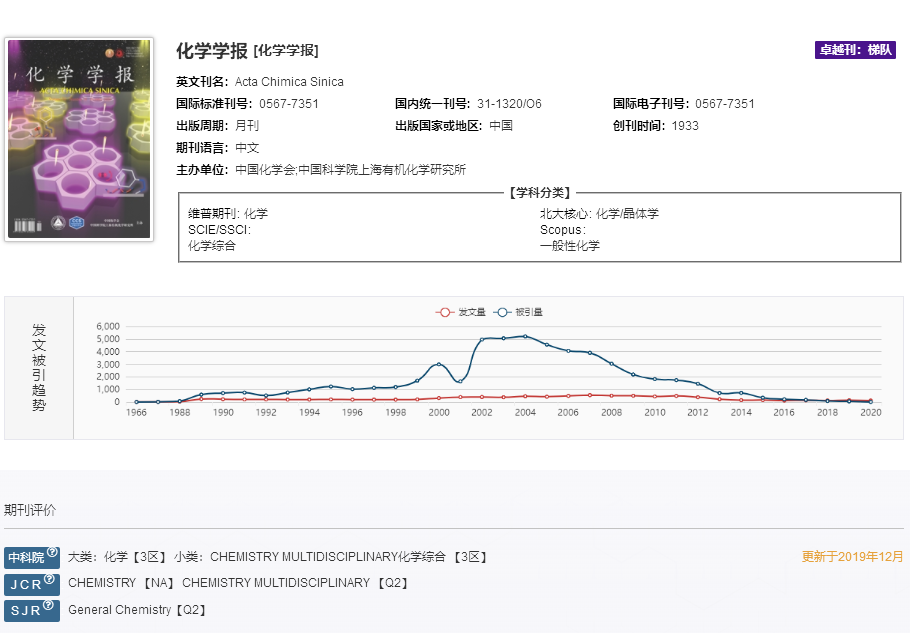 化学学报 [化学学报]
卓越刊：梯队
化学学报
ACTA CHIMICA SINICA
英文刊名：Acta Chimica Sinica
国际标准刊号：0567-7351 国内统一刊号：31-1320/O6 国际电子刊号：0567-7351
出版周期：月刊 出版国家或地区：中国 创刊时间：1933
期刊语言：中文
主办单位：中国化学会;中国科学院上海有机化学研究所
【学科分类】
维普期刊: 化学 北大核心: 化学/晶体学
SCIE/SSCI: Scopus:
化学综合 一般性化学
发文被引趋势
发文量 被引量
6,000
5,000
4,000
3,000
2,000
1,000
0
1966 1988 1990 1992 1994 1996 1998 2000 2002 2004 2006 2008 2010 2012 2014 2016 2018 2020
期刊评价
中科院? 大类：化学【3区】 小类：CHEMISTRY MULTIDISCIPLINARY化学综合 【3区】 更新于2019年12月
JCR? CHEMISTRY 【NA】 CHEMISTRY MULTIDISCIPLINARY 【Q2】
SJR? General Chemistry【Q2】